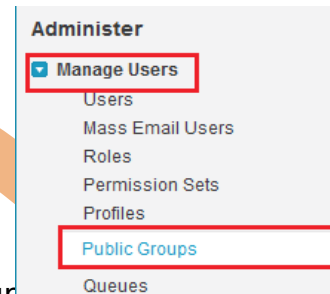 Administer
Manage Users
Users
Mass Email Users
Roles
Permission Sets
Profiles
Public Groups
Queues